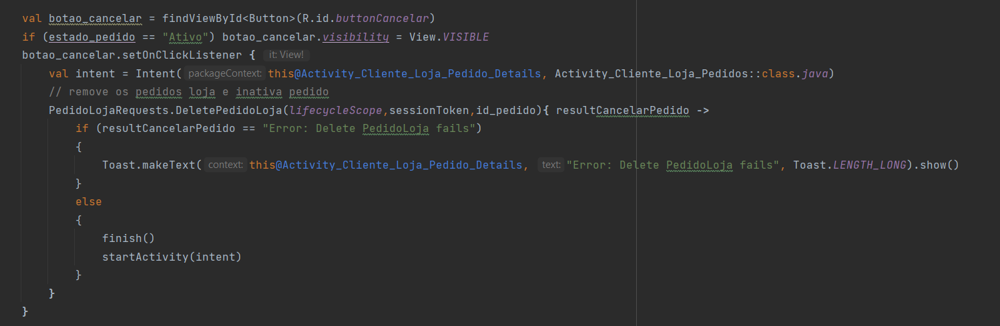 val botao_cancelar = findViewById<Button>(R.id.buttonCancelar)
if (estado_pedido == "Ativo") botao_cancelar.visibility = View.VISIBLE
botao_cancelar.setOnClickListener { it: View!
val intent = Intent( packageContext: this@Activity_Cliente_Loja_Pedido_Details, Activity_Cliente_Loja_Pedidos::class.java)
// remove os pedidos loja e inativa pedido
PedidoLojaRequests.DeletePedidoLoja(lifecycleScope,sessionToken,id_pedido){ resultCancelarPedido ->
if (resultCancelarPedido == "Error: Delete PedidoLoja fails")
{
Toast.makeText( context: this@Activity_Cliente_Loja_Pedido_Details, text: "Error: Delete PedidoLoja fails", Toast.LENGTH_LONG).show()
}
else
{
finish()
startActivity(intent)
}
}
}